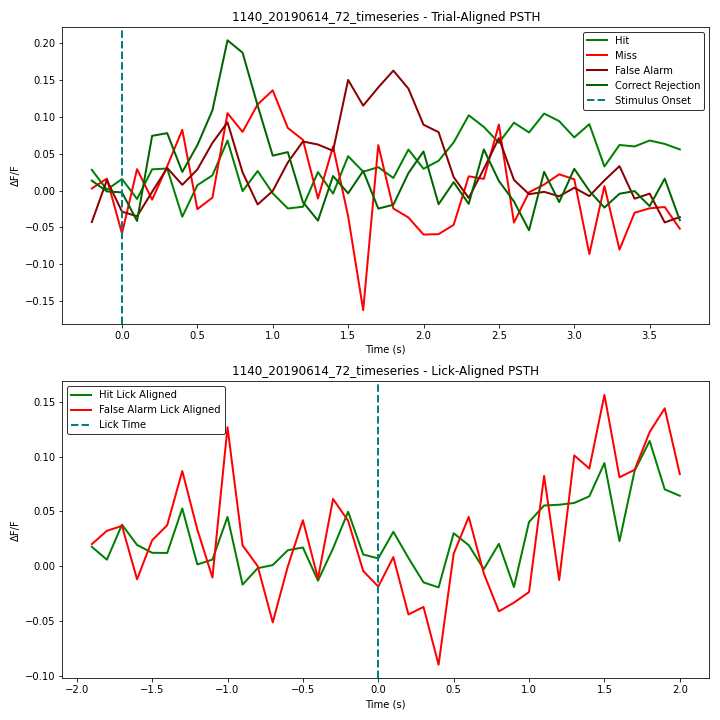 1140_20190614_72_timeseries - Trial-Aligned PSTH
Hit
Miss
False Alarm
Correct Rejection
Stimulus Onset
0.20
0.15
0.10
0.05
0.00
−0.05
−0.10
−0.15
ΔF/F
0.0 0.5 1.0 1.5 2.0 2.5 3.0 3.5
Time (s)
1140_20190614_72_timeseries - Lick-Aligned PSTH
Hit Lick Aligned
False Alarm Lick Aligned
Lick Time
0.15
0.10
0.05
0.00
−0.05
−0.10
ΔF/F
−2.0 −1.5 −1.0 −0.5 0.0 0.5 1.0 1.5 2.0
Time (s)